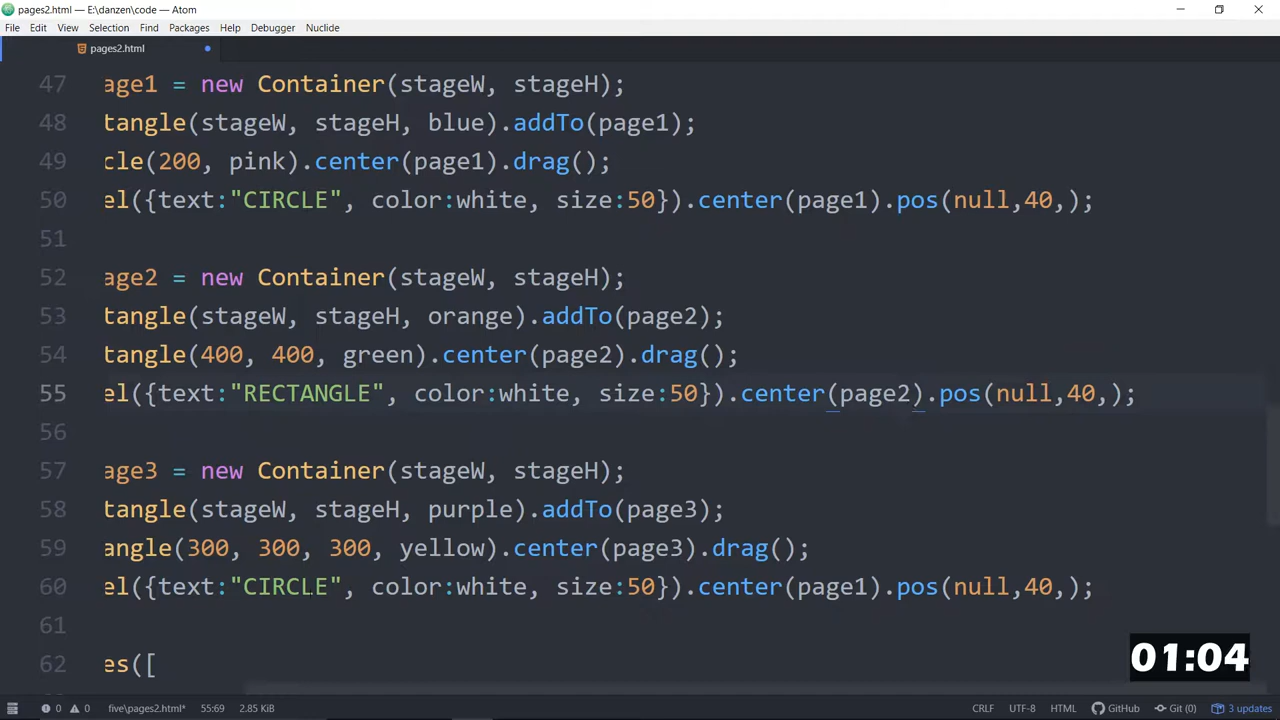 pages2.html — E:\danzen\code — Atom
File Edit View Selection Find Packages Help Debugger Nuclide
pages2.html
47 age1 = new Container(stageW, stageH);
48 tangle(stageW, stageH, blue).addTo(page1);
49 cle(200, pink).center(page1).drag();
50 el({text:"CIRCLE", color:white, size:50}).center(page1).pos(null,40,);
51
52 age2 = new Container(stageW, stageH);
53 tangle(stageW, stageH, orange).addTo(page2);
54 tangle(400, 400, green).center(page2).drag();
55 el({text:"RECTANGLE", color:white, size:50}).center(page2).pos(null,40,);
56
57 age3 = new Container(stageW, stageH);
58 tangle(stageW, stageH, purple).addTo(page3);
59 angle(300, 300, 300, yellow).center(page3).drag();
60 el({text:"CIRCLE", color:white, size:50}).center(page1).pos(null,40,);
61
62 es([
01:04
0 0 five\pages2.html* 55:69 2.85 KiB CRLF UTF-8 HTML GitHub Git (0) 3 updates